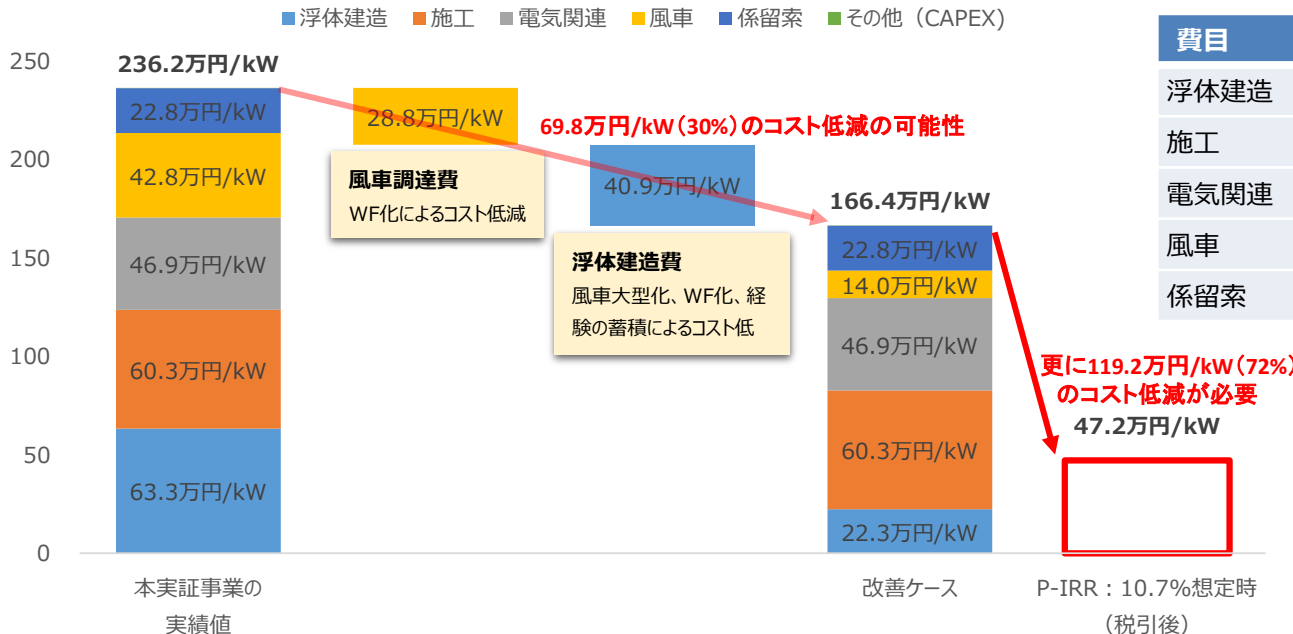 浮体建造 施工 電気関連 風車 係留索 その他（CAPEX)
費目
浮体建造
施工
電気関連
風車
係留索
250
200
150
100
50
0
236.2万円/kW
22.8万円/kW
42.8万円/kW
46.9万円/kW
60.3万円/kW
63.3万円/kW
28.8万円/kW
風車調達費
WF化によるコスト低減
69.8万円/kW（30%）のコスト低減の可能性
40.9万円/kW
浮体建造費
風車大型化、WF化、経
験の蓄積によるコスト低
166.4万円/kW
22.8万円/kW
14.0万円/kW
46.9万円/kW
60.3万円/kW
22.3万円/kW
更に119.2万円/kW（72%）
のコスト低減が必要
47.2万円/kW
本実証事業の
実績値
改善ケース
P-IRR：10.7%想定時
（税引後）